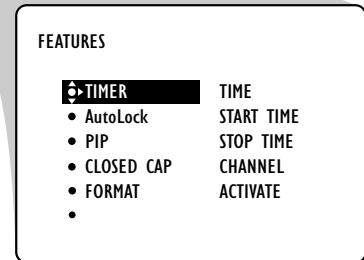 FEATURES
TIMER TIME
AutoLock START TIME
PIP STOP TIME
CLOSED CAP CHANNEL
FORMAT ACTIVATE